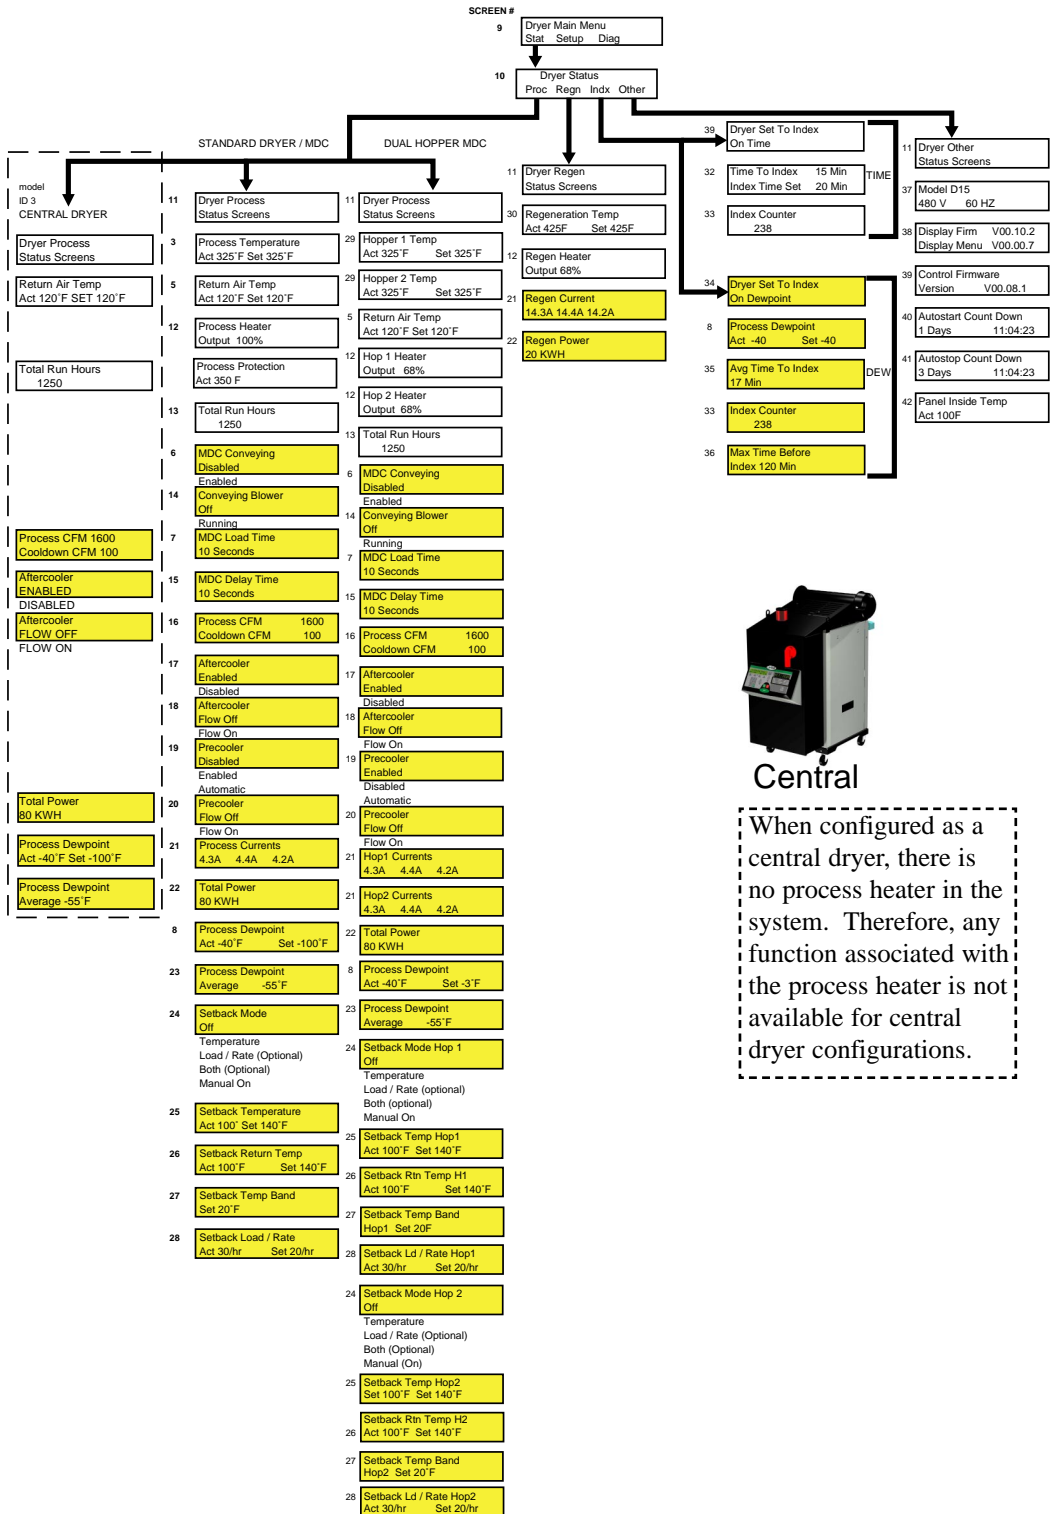 SCREEN #
9
Dryer Main Menu
Stat Setup Diag
10
Dryer Status
Proc Regn Indx Other
model
ID 3
CENTRAL DRYER
Dryer Process
Status Screens
Return Air Temp
Act 120˚F SET 120˚F
Total Run Hours
1250
Process CFM 1600
Cooldown CFM 100
Aftercooler
ENABLED
DISABLED
Aftercooler
FLOW OFF
FLOW ON
Total Power
80 KWH
Process Dewpoint
Act -40˚F Set -100˚F
Process Dewpoint
Average -55˚F
STANDARD DRYER / MDC
11
Dryer Process
Status Screens
3
Process Temperature
Act 325˚F Set 325˚F
5
Return Air Temp
Act 120˚F Set 120˚F
12
Process Heater
Output 100%
Process Protection
Act 350 F
13
Total Run Hours
1250
6
MDC Conveying
Disabled
Enabled
14
Conveying Blower
Off
Running
7
MDC Load Time
10 Seconds
15
MDC Delay Time
10 Seconds
16
Process CFM 1600
Cooldown CFM 100
17
Aftercooler
Enabled
Disabled
18
Aftercooler
Flow Off
Flow On
19
Precooler
Disabled
Enabled
Automatic
20
Precooler
Flow Off
Flow On
21
Process Currents
4.3A 4.4A 4.2A
22
Total Power
80 KWH
8
Process Dewpoint
Act -40˚F Set -100˚F
23
Process Dewpoint
Average -55˚F
24
Setback Mode
Off
Temperature
Load / Rate (Optional)
Both (Optional)
Manual On
25
Setback Temperature
Act 100˚ Set 140˚F
26
Setback Return Temp
Act 100˚F Set 140˚F
27
Setback Temp Band
Set 20˚F
28
Setback Load / Rate
Act 30/hr Set 20/hr
DUAL HOPPER MDC
11
Dryer Process
Status Screens
29
Hopper 1 Temp
Act 325˚F Set 325˚F
29
Hopper 2 Temp
Act 325˚F Set 325˚F
5
Return Air Temp
Act 120˚F Set 120˚F
12
Hop 1 Heater
Output 68%
12
Hop 2 Heater
Output 68%
13
Total Run Hours
1250
6
MDC Conveying
Disabled
Enabled
14
Conveying Blower
Off
Running
7
MDC Load Time
10 Seconds
15
MDC Delay Time
10 Seconds
16
Process CFM 1600
Cooldown CFM 100
17
Aftercooler
Enabled
Disabled
18
Aftercooler
Flow Off
Flow On
19
Precooler
Enabled
Disabled
Automatic
20
Precooler
Flow Off
Flow On
21
Hop1 Currents
4.3A 4.4A 4.2A
21
Hop2 Currents
4.3A 4.4A 4.2A
22
Total Power
80 KWH
8
Process Dewpoint
Act -40˚F Set -3˚F
23
Process Dewpoint
Average -55˚F
24
Setback Mode Hop 1
Off
Temperature
Load / Rate (optional)
Both (optional)
Manual On
25
Setback Temp Hop1
Act 100˚F Set 140˚F
26
Setback Rtn Temp H1
Act 100˚F Set 140˚F
27
Setback Temp Band
Hop1 Set 20F
28
Setback Ld / Rate Hop1
Act 30/hr Set 20/hr
24
Setback Mode Hop 2
Off
Temperature
Load / Rate (Optional)
Both (Optional)
Manual (On)
25
Setback Temp Hop2
Set 100˚F Set 140˚F
26
Setback Rtn Temp H2
Act 100˚F Set 140˚F
27
Setback Temp Band
Hop2 Set 20˚F
28
Setback Ld / Rate Hop2
Act 30/hr Set 20/hr
11
Dryer Regen
Status Screens
30
Regeneration Temp
Act 425F Set 425F
12
Regen Heater
Output 68%
21
Regen Current
14.3A 14.4A 14.2A
22
Regen Power
20 KWH
39
Dryer Set To Index
On Time
32
Time To Index 15 Min
Index Time Set 20 Min
TIME
33
Index Counter
238
34
Dryer Set To Index
On Dewpoint
8
Process Dewpoint
Act -40 Set -40
35
Avg Time To Index
17 Min
DEW
33
Index Counter
238
36
Max Time Before
Index 120 Min
11
Dryer Other
Status Screens
37
Model D15
480 V 60 HZ
38
Display Firm V00.10.2
Display Menu V00.00.7
39
Control Firmware
Version V00.08.1
40
Autostart Count Down
1 Days 11:04:23
41
Autostop Count Down
3 Days 11:04:23
42
Panel Inside Temp
Act 100F
Central
When configured as a
central dryer, there is
no process heater in the
system. Therefore, any
function associated with
the process heater is not
available for central
dryer configurations.